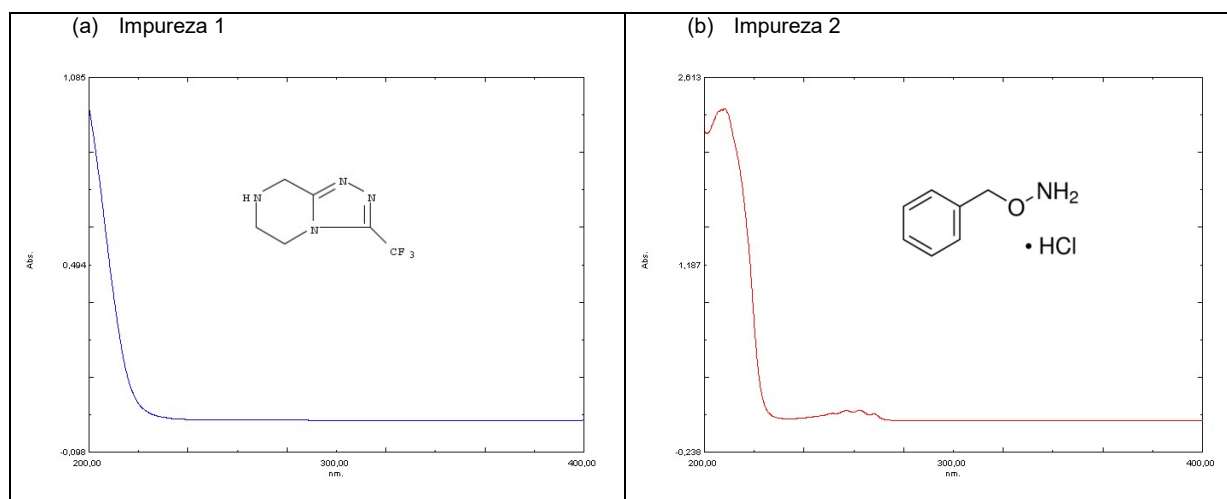 (a) Impureza 1
1,085
0,494
-0,098
Abs.
200,00
300,00
400,00
nm.
HN
N
N
N
CF3
(b) Impureza 2
2,613
1,187
-0,238
Abs.
200,00
300,00
400,00
nm.
O
NH2
• HCl